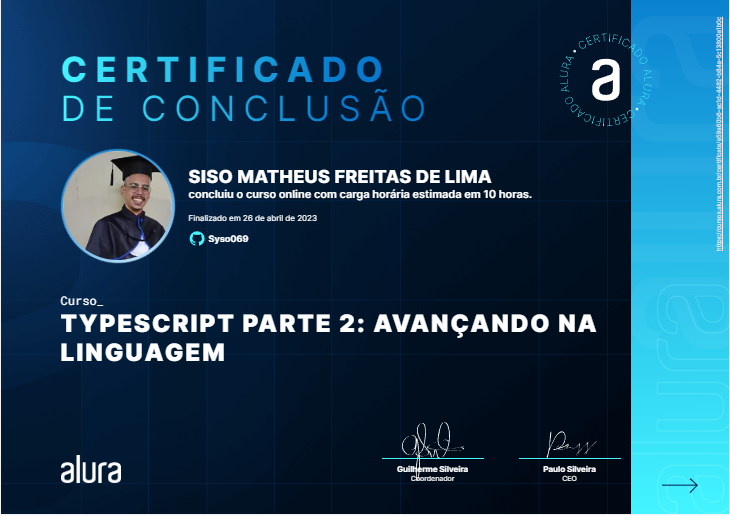 CERTIFICADO
DE CONCLUSÃO
CERTIFICADO ALURA • CERTIFICADO ALURA •
a
SISO MATHEUS FREITAS DE LIMA
concluiu o curso online com carga horária estimada em 10 horas.
Finalizado em 26 de abril de 2023
Syso069
Curso_
TYPESCRIPT PARTE 2: AVANÇANDO NA
LINGUAGEM
alura
Guilherme Silveira
Coordenador
Paulo Silveira
CEO
alura